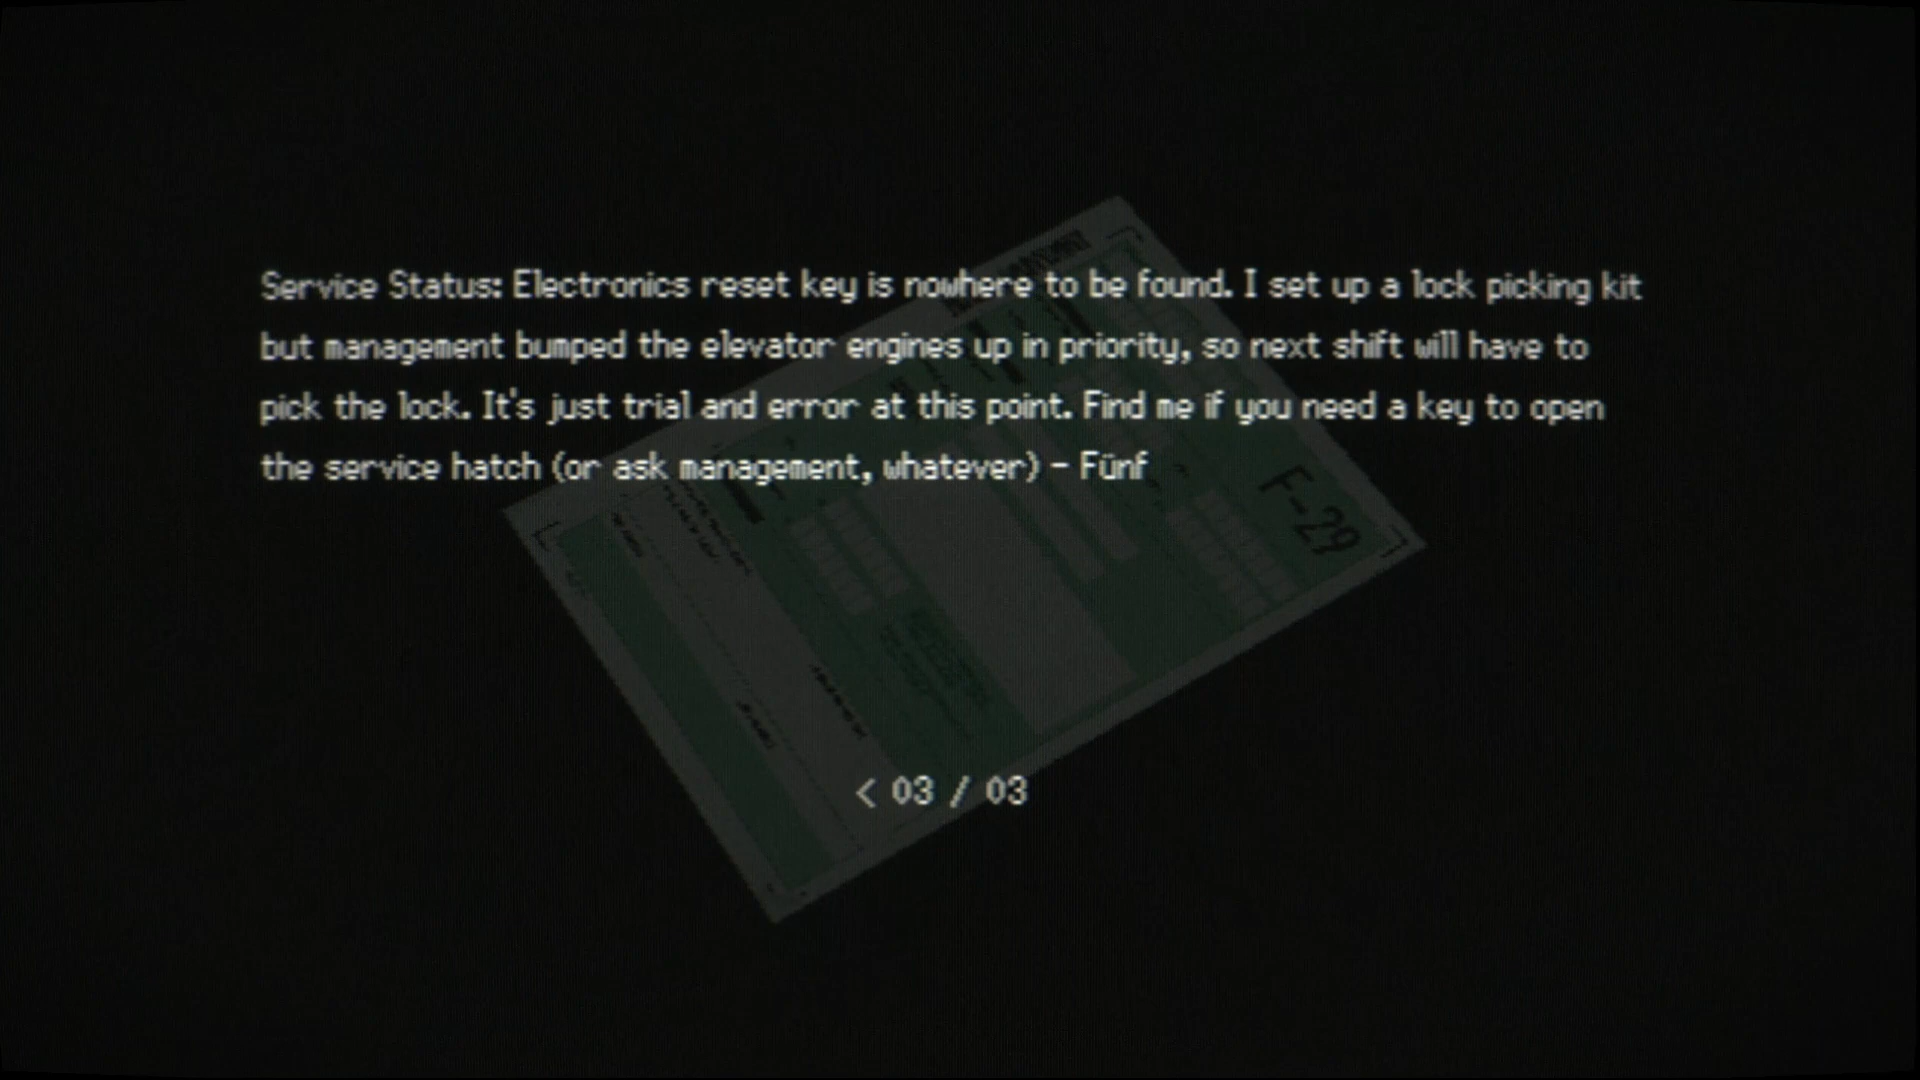 Service Status: Electronics reset key is nowhere to be found. I set up a lock picking kit
but management bumped the elevator engines up in priority, so next shift will have to
pick the lock. It's just trial and error at this point. Find me if you need a key to open
the service hatch (or ask management, whatever) - Fünf
F-29
< 03 / 03